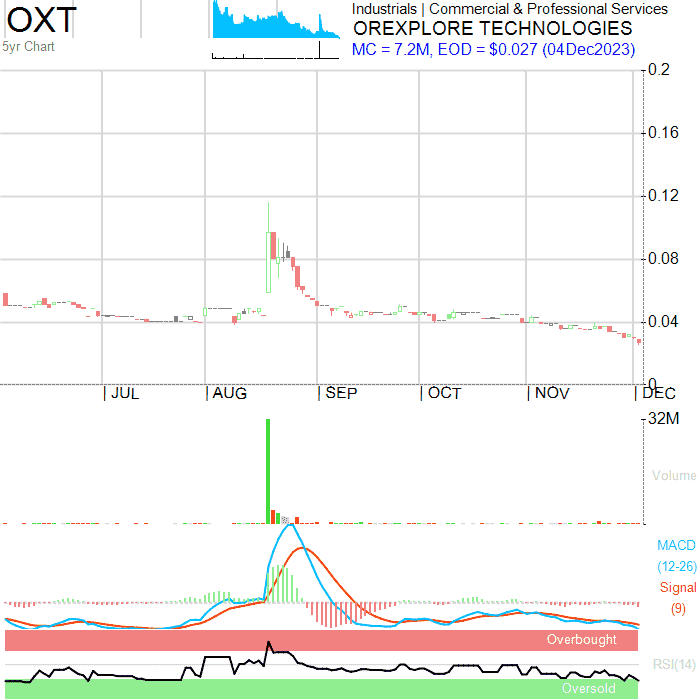 OXT
5yr Chart
Industrials | Commercial & Professional Services
OREXPLORE TECHNOLOGIES
MC = 7.2M, EOD = $0.027 (04Dec2023)
0.2
0.16
0.12
0.08
0.04
0
JUL AUG SEP OCT NOV DEC
32M
Volume
MACD
(12-26)
Signal
(9)
Overbought
RSI(14)
Oversold